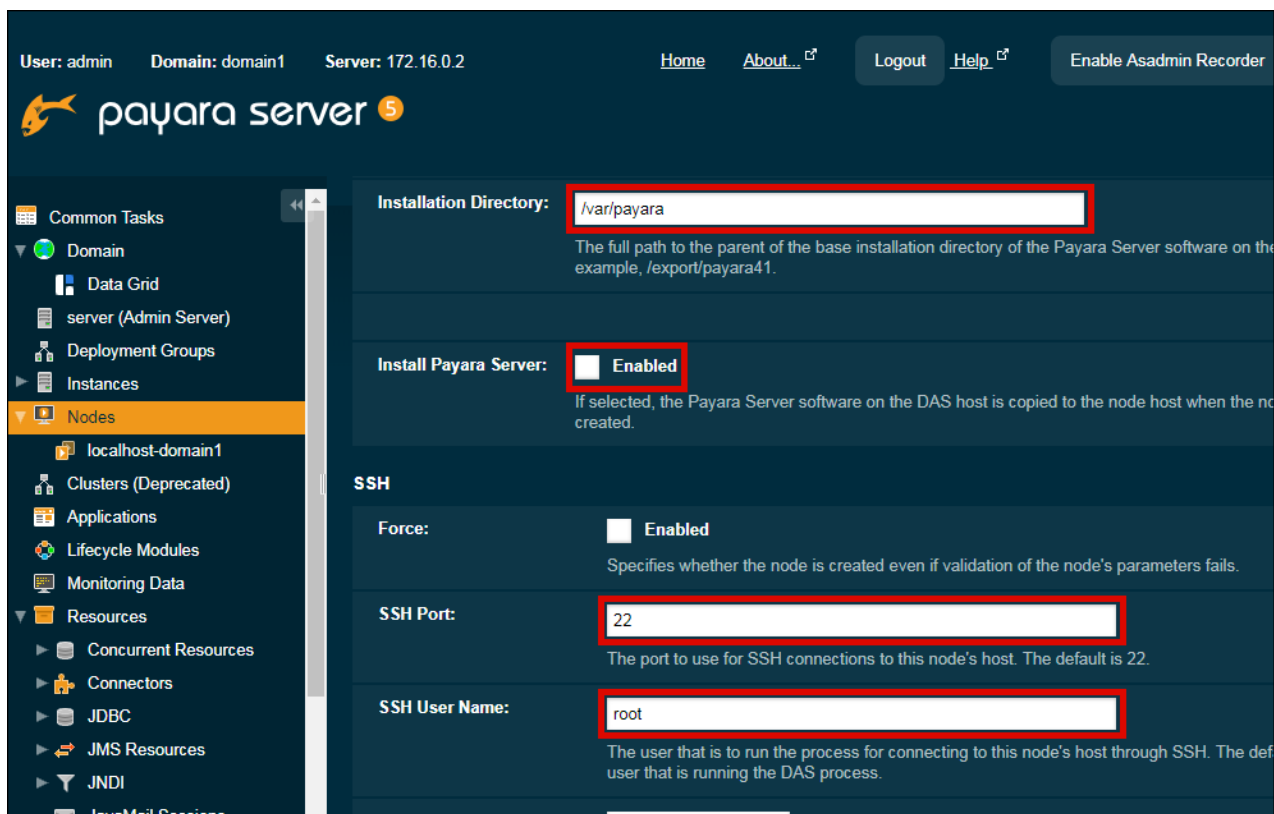 User: admin Domain: domain1 Server: 172.16.0.2 Home About... Logout Help Enable Asadmin Recorder
payara server 5
Common Tasks
Domain
Data Grid
server (Admin Server)
Deployment Groups
Instances
Nodes
localhost-domain1
Clusters (Deprecated)
Applications
Lifecycle Modules
Monitoring Data
Resources
Concurrent Resources
Connectors
JDBC
JMS Resources
JNDI
JavaMail Sessions
Installation Directory: /var/payara
The full path to the parent of the base installation directory of the Payara Server software on the
example, /export/payara41.
Install Payara Server: Enabled
If selected, the Payara Server software on the DAS host is copied to the node host when the
created.
SSH
Force: Enabled
Specifies whether the node is created even if validation of the node's parameters fails.
SSH Port: 22
The port to use for SSH connections to this node's host. The default is 22.
SSH User Name: root
The user that is to run the process for connecting to this node's host through SSH. The
user that is running the DAS process.